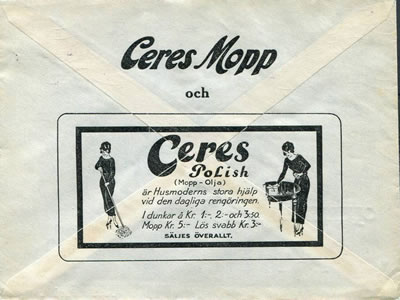 Ceres Mopp
och
Ceres
Polish
(Mopp-Olja)
är Husmoderns stora hjälp
vid den dagliga rengöringen.
I dunkar à Kr. 1:-, 2:- och 3:50.
Mopp Kr. 5:- Lös svabb Kr. 3:-
SÄLJES ÖVERALLT.